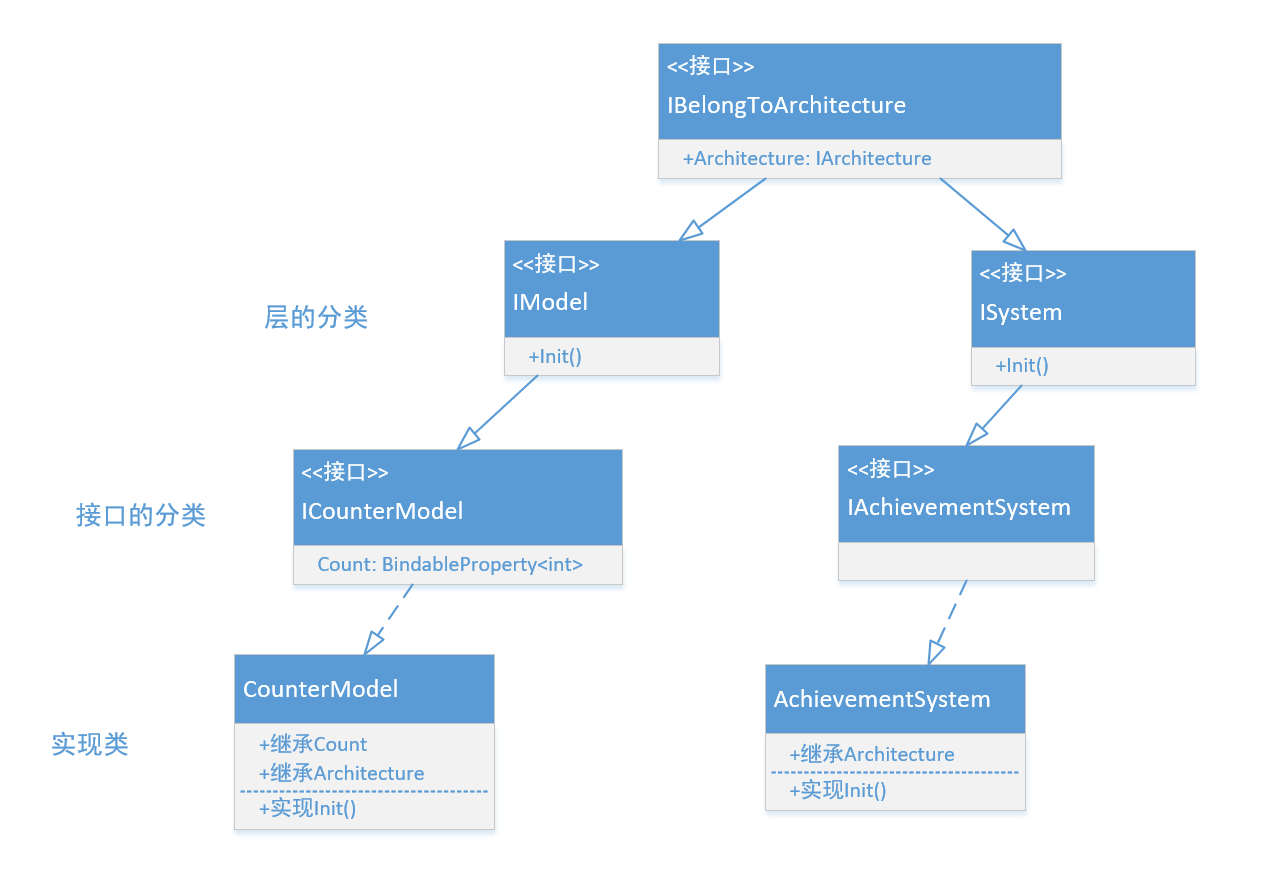 <<接口>>
IBelongToArchitecture
+Architecture: IArchitecture
<<接口>>
IModel
+Init()
<<接口>>
ISystem
+Init()
层的分类
<<接口>>
ICounterModel
Count: BindableProperty<int>
<<接口>>
IAchievementSystem
接口的分类
CounterModel
+继承Count
+继承Architecture
+实现Init()
AchievementSystem
+继承Architecture
+实现Init()
实现类